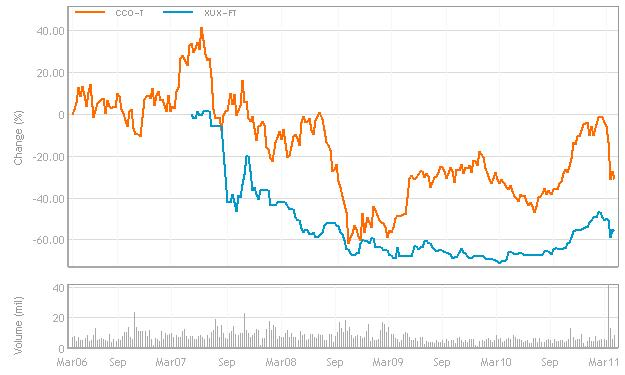 CCO-T XUX-FT
40.00
20.00
0
-20.00
-40.00
-60.00
Change (%)
40
20
0
Volume (mil)
Mar06 Sep Mar07 Sep Mar08 Sep Mar09 Sep Mar10 Sep Mar11